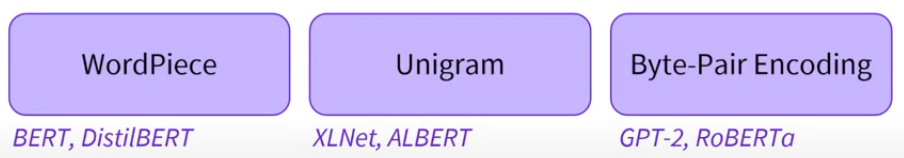 WordPiece
Unigram
Byte-Pair Encoding
BERT, DistilBERT
XLNet, ALBERT
GPT-2, RoBERTa